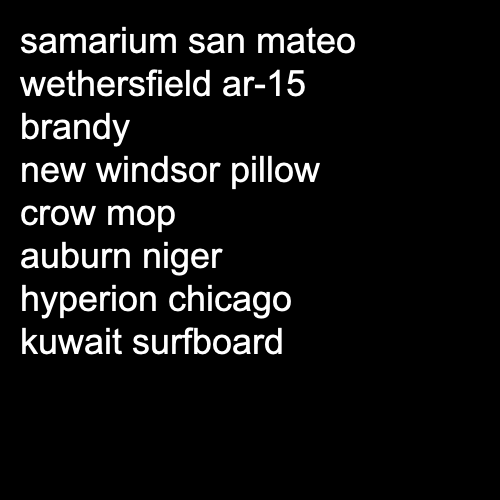 samarium san mateo
wethersfield ar-15
brandy
new windsor pillow
crow mop
auburn niger
hyperion chicago
kuwait surfboard